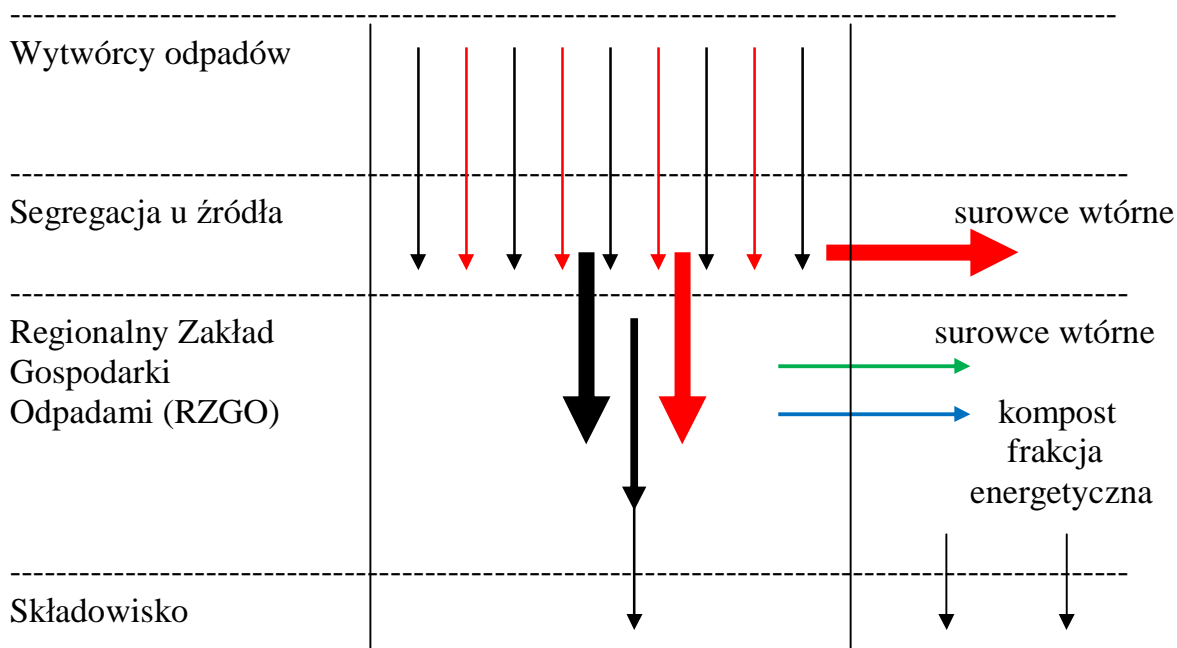 Wytwórcy odpadów
Segregacja u źródła
surowce wtórne
Regionalny Zakład
Gospodarki
Odpadami (RZGO)
surowce wtórne
kompost
frakcja
energetyczna
Składowisko